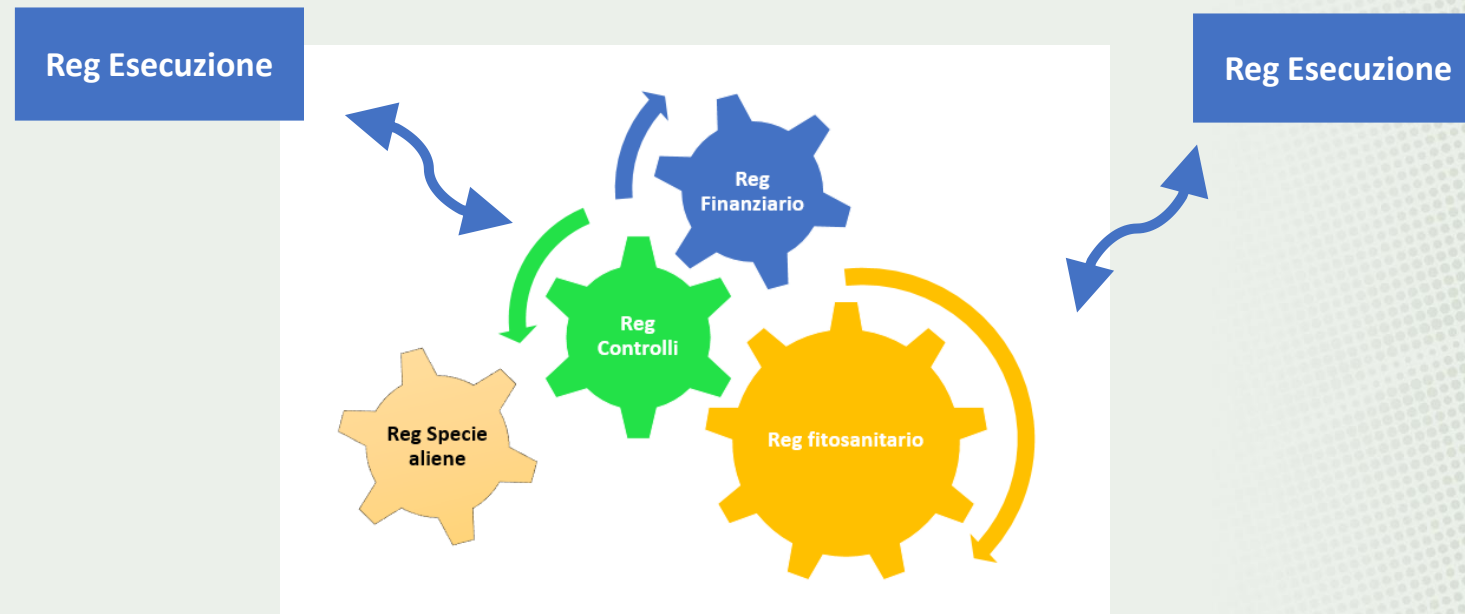 Reg Esecuzione
Reg Esecuzione
Reg
Finanziario
Reg
Controlli
Reg Specie
aliene
Reg fitosanitario